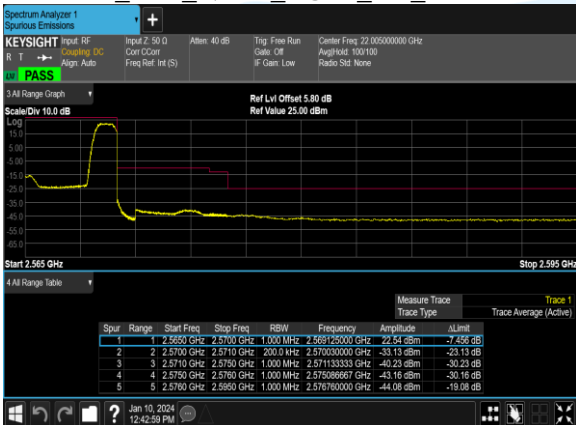 Spectrum Analyzer 1
Spurious Emissions
+
KEYSIGHT Input: RF Input Z: 50 Ω Atten: 40 dB Trig: Free Run Center Freq: 22.005000000 GHz
R T Coupling: DC Corr CCorr Gate: Off Avg|Hold: 100/100
Align: Auto Freq Ref: Int (S) IF Gain: Low Radio Std: None
PASS
3 All Range Graph
Ref Lvl Offset 5.80 dB
Scale/Div 10.0 dB Ref Value 25.00 dBm
Log
15.0
5.00
-5.00
-15.0
-25.0
-35.0
-45.0
-55.0
-65.0
Start 2.565 GHz Stop 2.595 GHz
4 All Range Table
Measure Trace Trace 1
Trace Type Trace Average (Active)
Spur Range Start Freq Stop Freq RBW Frequency Amplitude ΔLimit
1 1 2.5650 GHz 2.5700 GHz 1.000 MHz 2.569125000 GHz 22.54 dBm -7.456 dB
2 2 2.5700 GHz 2.5710 GHz 200.0 kHz 2.570030000 GHz -33.13 dBm -23.13 dB
3 3 2.5710 GHz 2.5750 GHz 1.000 MHz 2.571133333 GHz -40.23 dBm -30.23 dB
4 4 2.5750 GHz 2.5760 GHz 1.000 MHz 2.575086667 GHz -43.16 dBm -30.16 dB
5 5 2.5760 GHz 2.5950 GHz 1.000 MHz 2.576760000 GHz -44.08 dBm -19.08 dB
?
Jan 10, 2024
12:42:59 PM